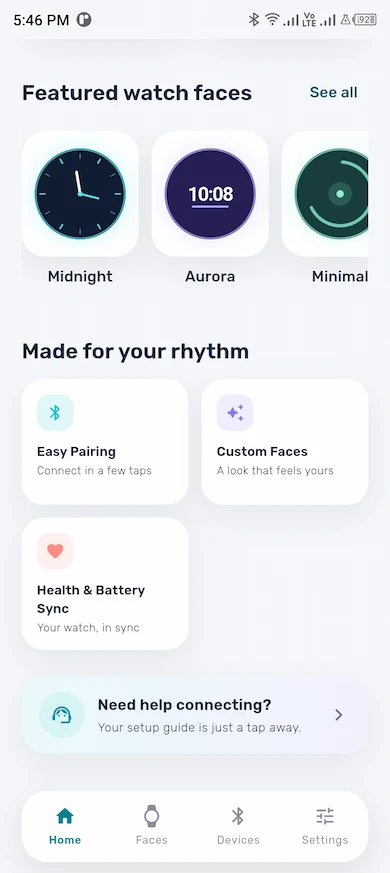 5:46 PM
Vo
LTE
92
Featured watch faces
See all
10:08
Midnight
Aurora
Minimal
Made for your rhythm
Easy Pairing
Connect in a few taps
Custom Faces
A look that feels yours
Health & Battery
Sync
Your watch, in sync
Need help connecting?
Your setup guide is just a tap away.
Home
Faces
Devices
Settings